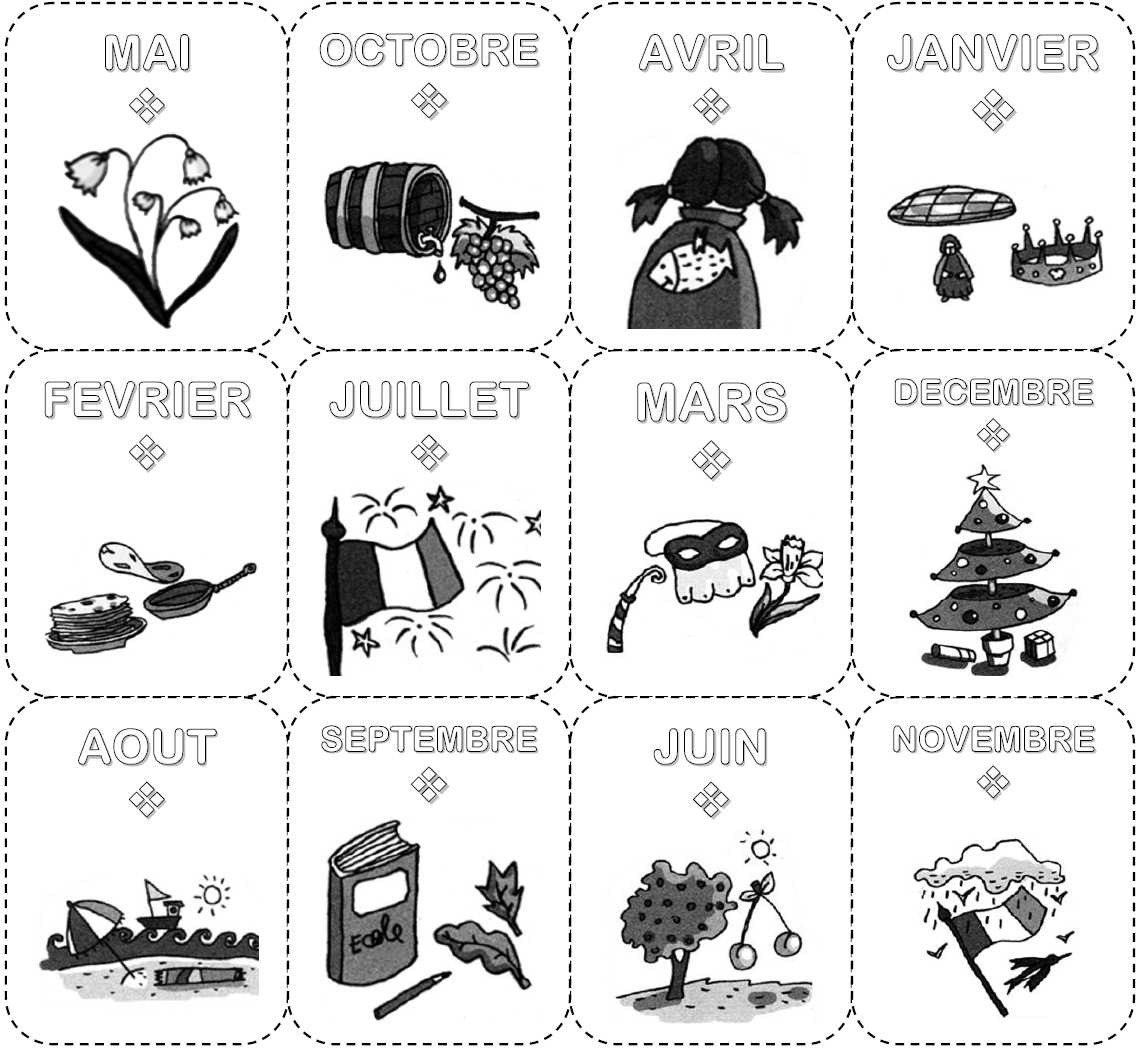 MAI
OCTOBRE
AVRIL
JANVIER
FEVRIER
JUILLET
MARS
DECEMBRE
AOUT
SEPTEMBRE
Ecole
JUIN
NOVEMBRE